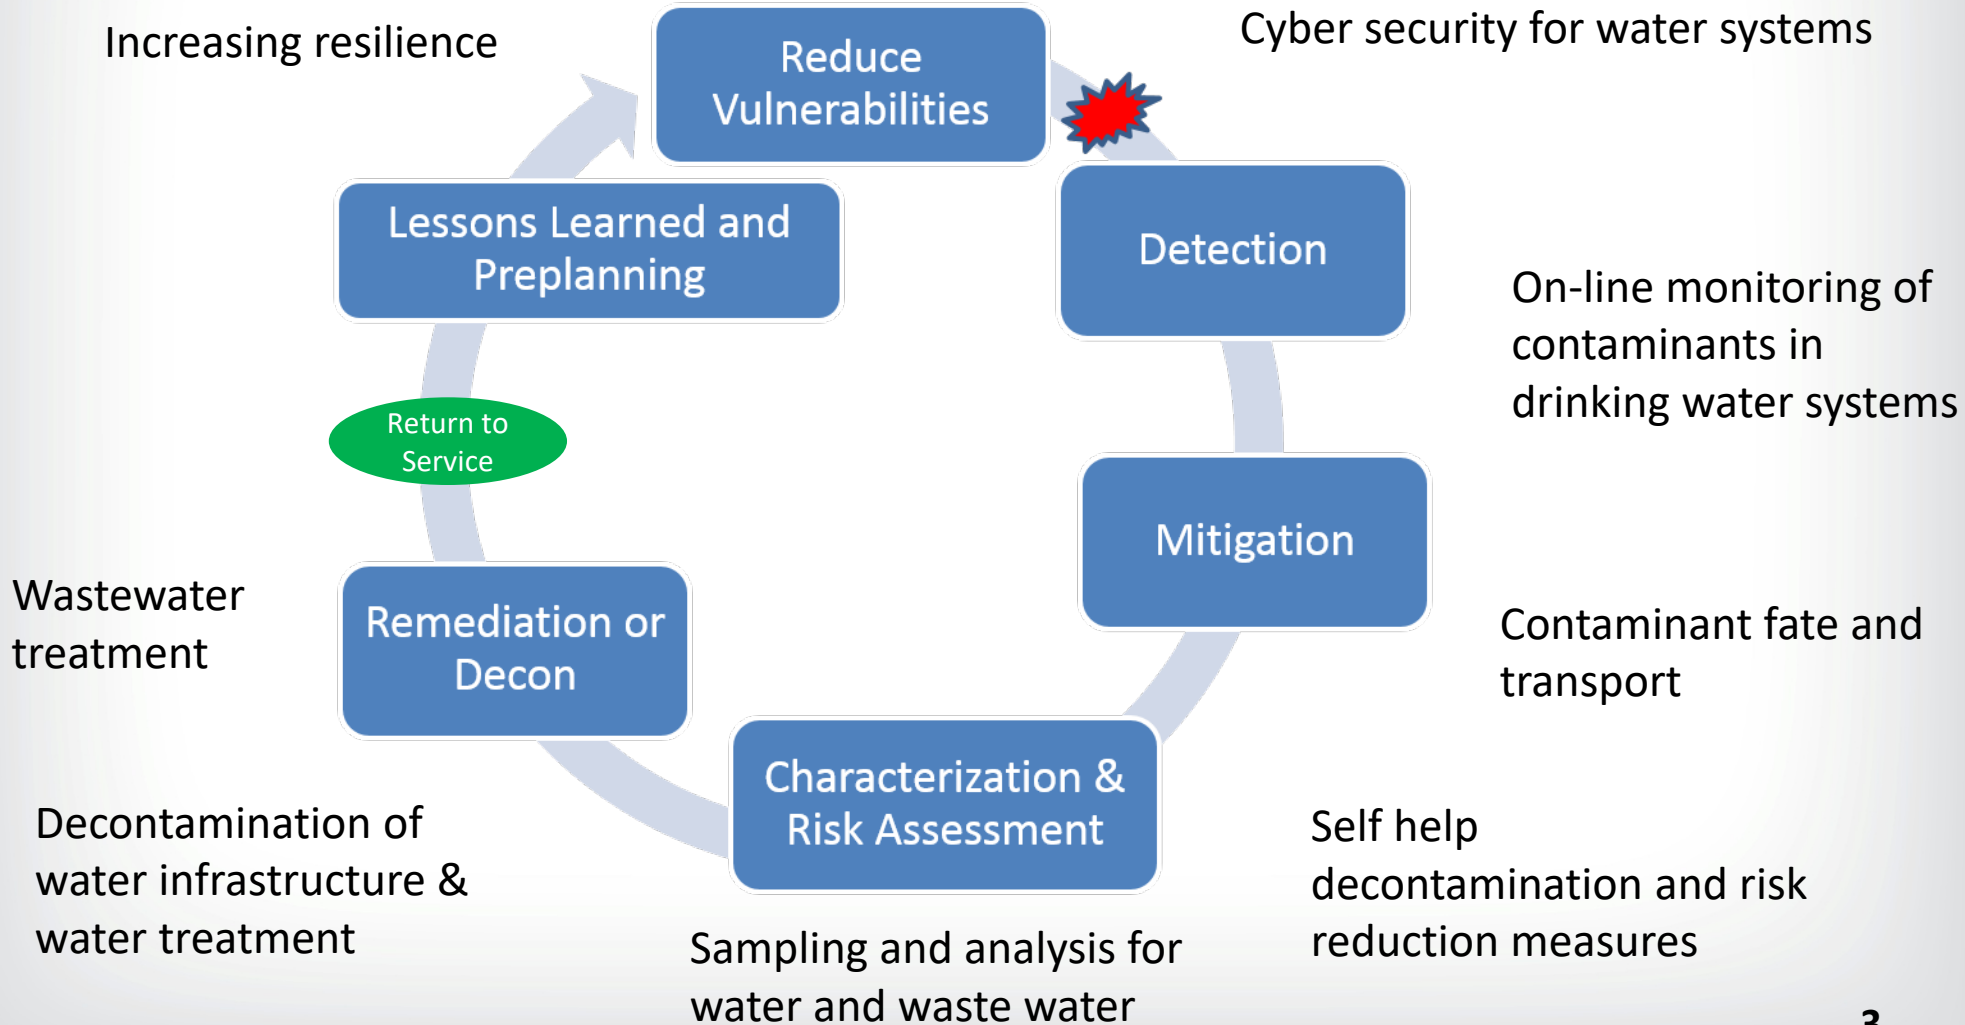 Increasing resilience
Reduce
Vulnerabilities
Cyber security for water systems
Lessons Learned and
Preplanning
Detection
On-line monitoring of
contaminants in
drinking water systems
Return to
Service
Mitigation
Wastewater
treatment
Remediation or
Decon
Contaminant fate and
transport
Characterization &
Risk Assessment
Decontamination of
water infrastructure &
water treatment
Self help
decontamination and risk
reduction measures
Sampling and analysis for
water and waste water
3